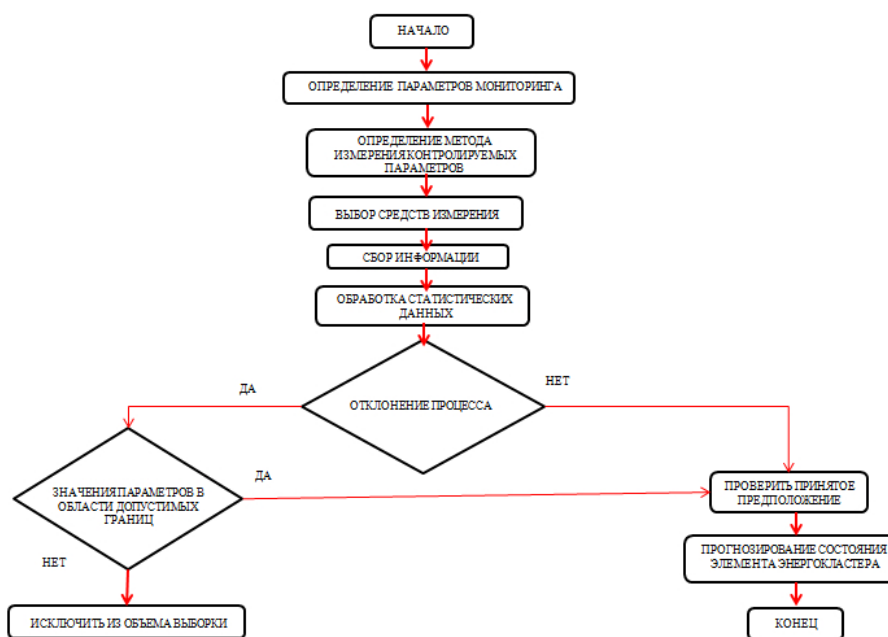 НАЧАЛО
ОПРЕДЕЛЕНИЕ ПАРАМЕТРОВ МОНИТОРИНГА
ОПРЕДЕЛЕНИЕ МЕТОДА
ИЗМЕРЕНИЯ КОНТРОЛИРУЕМЫХ
ПАРАМЕТРОВ
ВЫБОР СРЕДСТВ ИЗМЕРЕНИЯ
СБОР ИНФОРМАЦИИ
ОБРАБОТКА СТАТИСТИЧЕСКИХ
ДАННЫХ
ДА
НЕТ
ОТКЛОНЕНИЕ ПРОЦЕССА
ДА
ЗНАЧЕНИЯ ПАРАМЕТРОВ В
ОБЛАСТИ ДОПУСТИМЫХ
ГРАНИЦ
ПРОВЕРИТЬ ПРИНЯТОЕ
ПРЕДПОЛОЖЕНИЕ
НЕТ
ПРОГНОЗИРОВАНИЕ СОСТОЯНИЯ
ЭЛЕМЕНТА ЭНЕРГОКЛАСТЕРА
ИСКЛЮЧИТЬ ИЗ ОБЪЕМА ВЫБОРКИ
КОНЕЦ